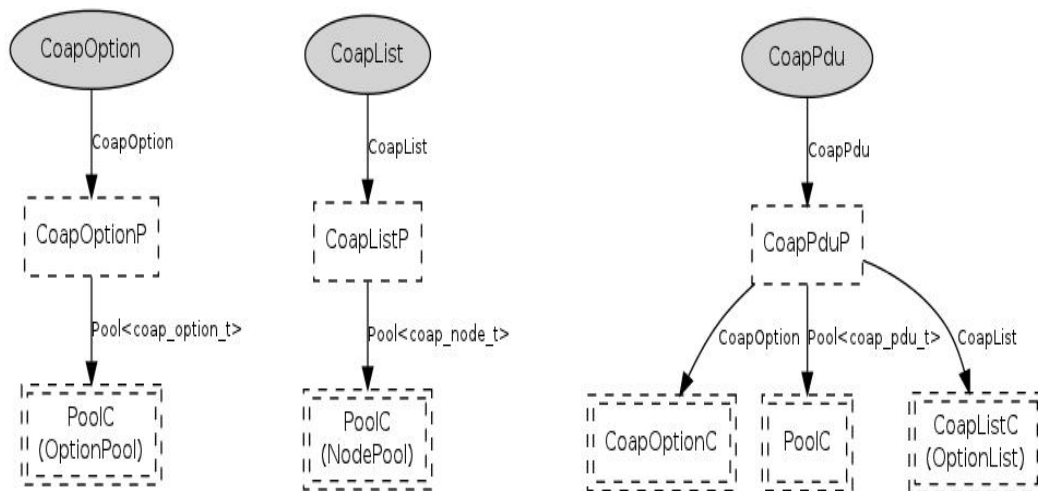 CoapOption
CoapList
CoapPdu
CoapOption
CoapList
CoapPdu
CoapOptionP
CoapListP
CoapPduP
Pool<coap_option_t>
Pool<coap_node_t>
CoapOption
Pool<coap_pdu_t>
CoapList
PoolC
(OptionPool)
PoolC
(NodePool)
CoapOptionC
PoolC
CoapListC
(OptionList)